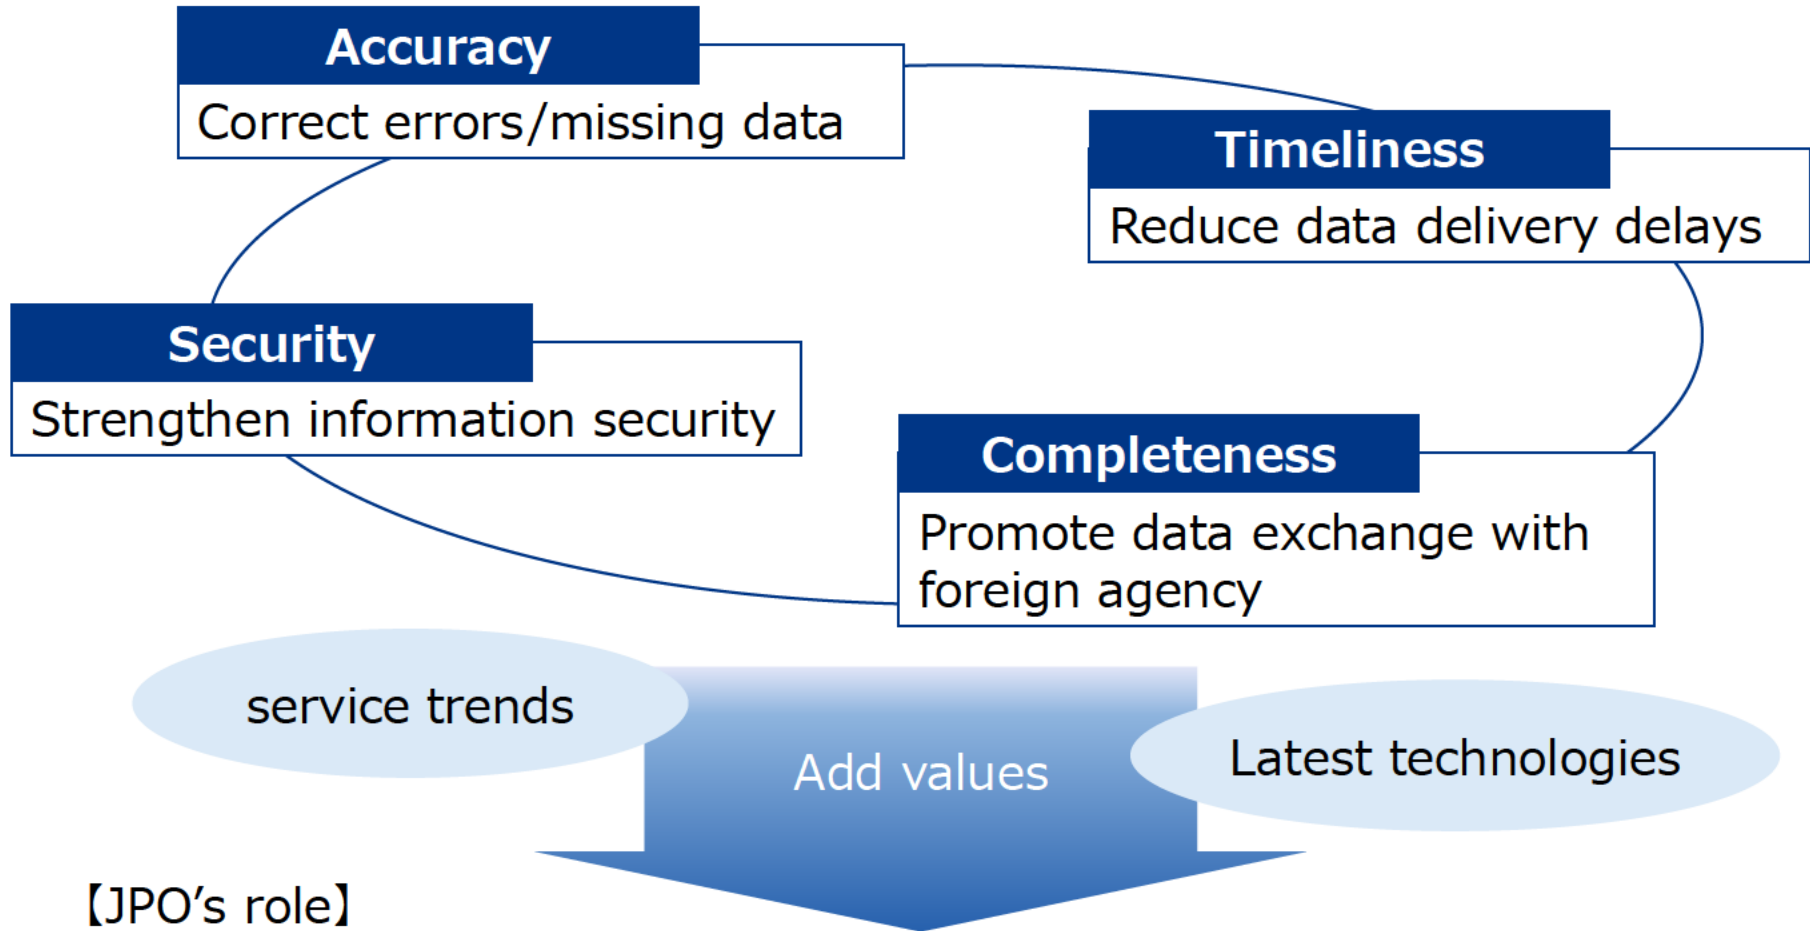 Accuracy
Correct errors/missing data
Timeliness
Reduce data delivery delays
Security
Strengthen information security
Completeness
Promote data exchange with
foreign agency
service trends
Add values
Latest technologies
【JPO’s role】